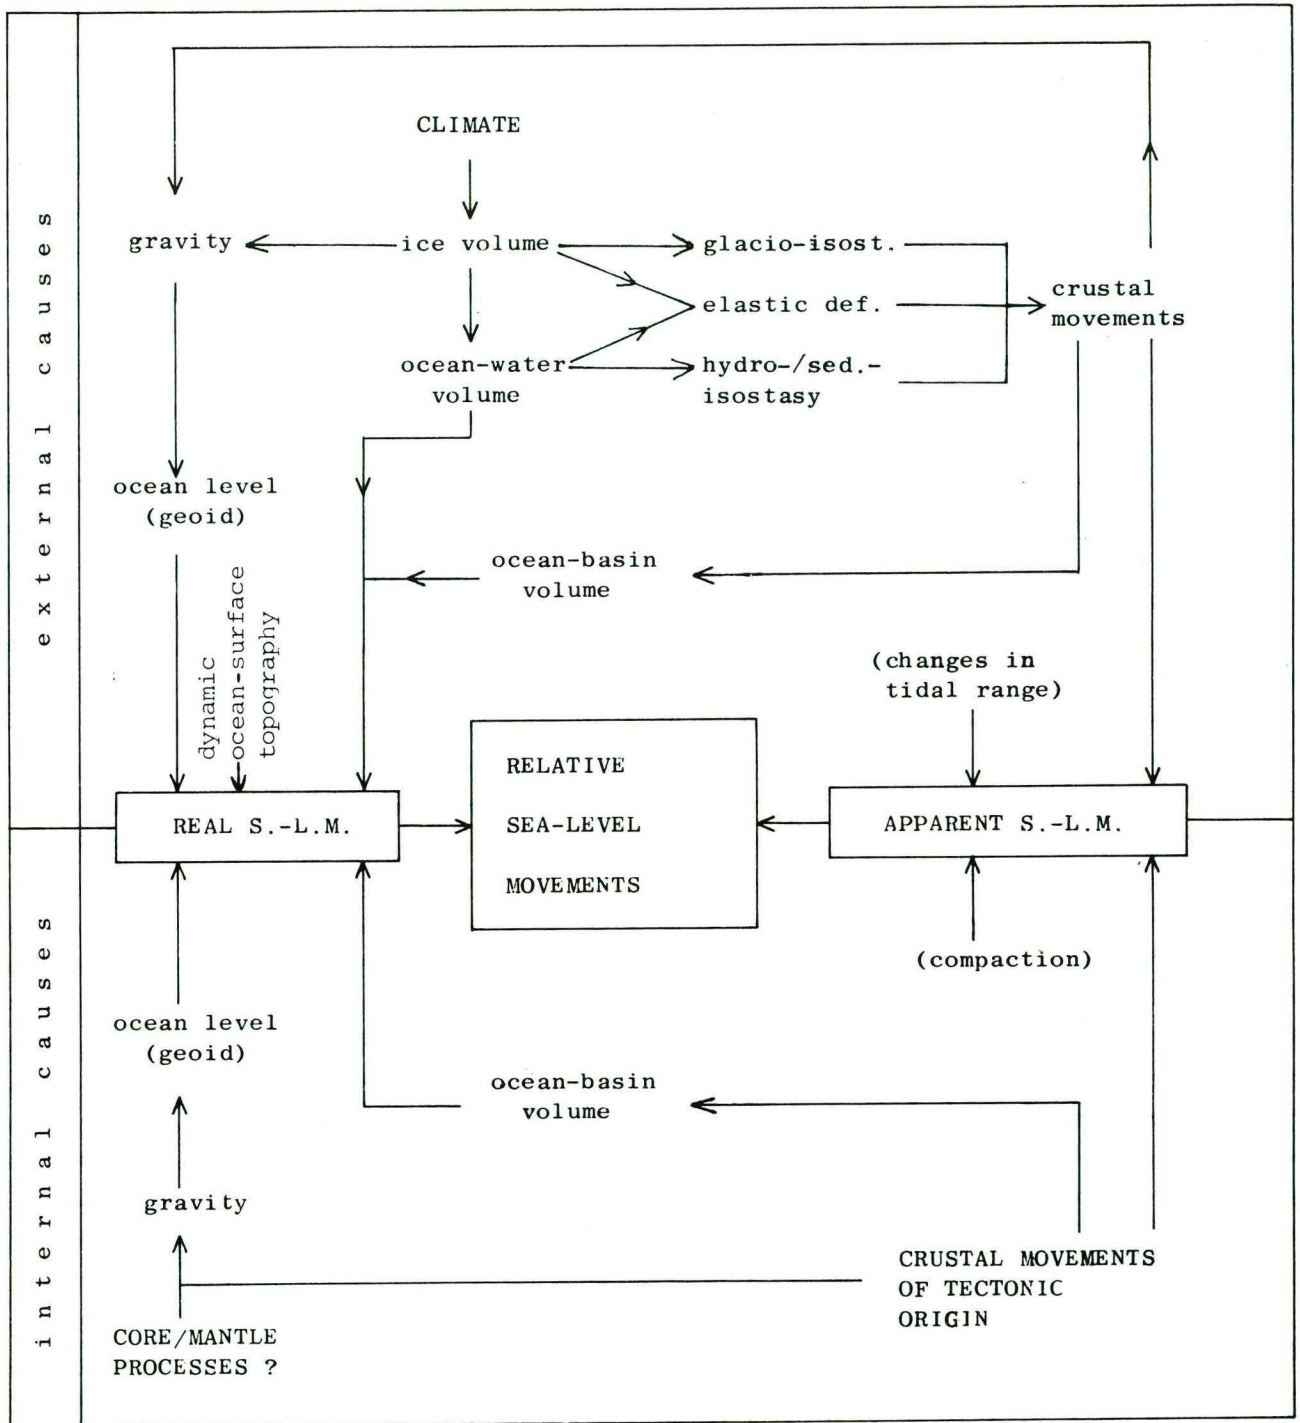 external causes
CLIMATE
gravity
ice volume
glacio-isost.
elastic def.
crustal
movements
ocean-water
volume
hydro-/sed.-
isostasy
ocean level
(geoid)
dynamic
ocean-surface
topography
ocean-basin
volume
(changes in
tidal range)
REAL S.-L.M.
RELATIVE
SEA-LEVEL
MOVEMENTS
APPARENT S.-L.M.
internal causes
(compaction)
ocean level
(geoid)
ocean-basin
volume
gravity
CRUSTAL MOVEMENTS
OF TECTONIC
ORIGIN
CORE/MANTLE
PROCESSES ?